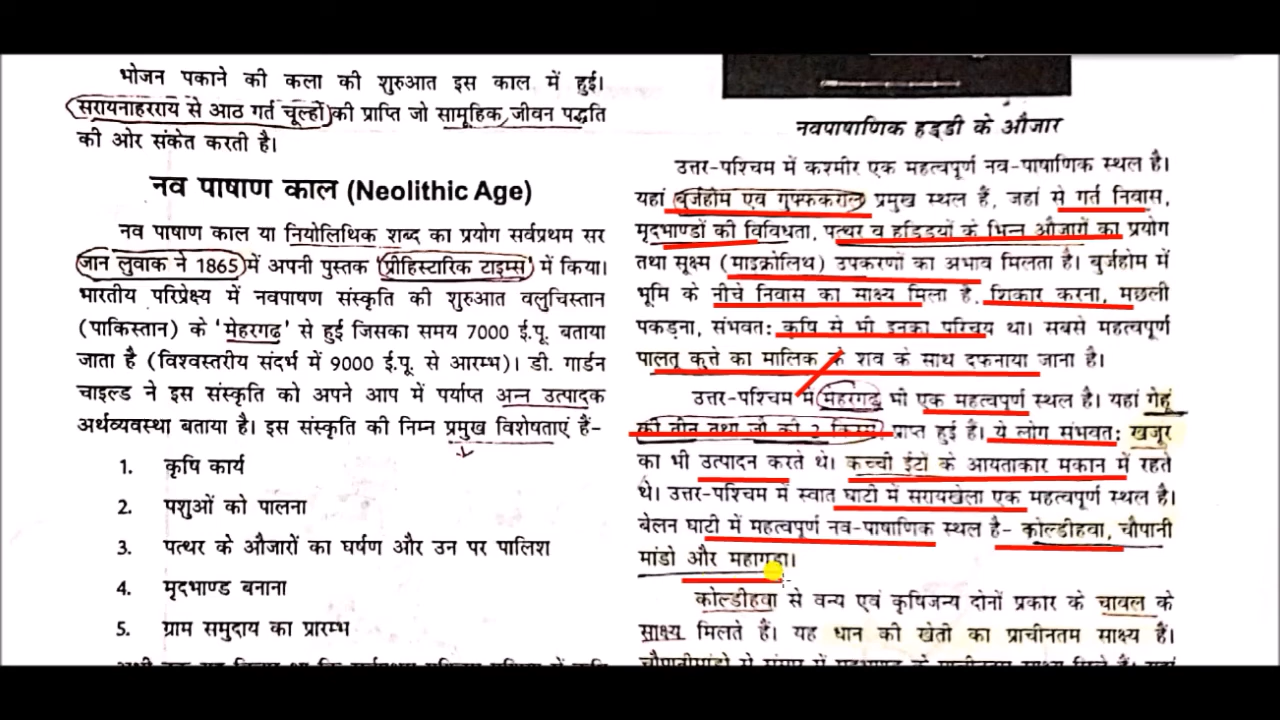 भोजन पकाने की कला की शुरुआत इस काल में हुई।
सरायनाहरराय से आठ गर्त चूल्हों की प्राप्ति जो सामूहिक जीवन पद्धति
की ओर संकेत करती है।
नव पाषाण काल (Neolithic Age)
नव पाषाण काल या नियोलिथिक शब्द का प्रयोग सर्वप्रथम सर
जान लुवाक ने 1865 में अपनी पुस्तक 'प्रीहिस्टारिक टाइम्स' में किया।
भारतीय परिप्रेक्ष्य में नवपाषण संस्कृति की शुरुआत वलुचिस्तान
(पाकिस्तान) के 'मेहरगढ' से हुई जिसका समय 7000 ई.पू. बताया
जाता है (विश्वस्तरीय संदर्भ में 9000 ई.पू. से आरम्भ)। डी. गार्डन
चाइल्ड ने इस संस्कृति को अपने आप में पर्याप्त अन्न उत्पादक
अर्थव्यवस्था बताया है। इस संस्कृति की निम्न प्रमुख विशेषताएं हैं-
1. कृषि कार्य
2. पशुओं को पालना
3. पत्थर के औजारों का घर्षण और उन पर पालिश
4. मृदभाण्ड बनाना
5. ग्राम समुदाय का प्रारम्भ
नवपाषाणिक हड्डी के औजार
उत्तर-पश्चिम में कश्मीर एक महत्वपूर्ण नव-पाषाणिक स्थल है।
यहां बुर्जहोम एव गुफ्फकराल प्रमुख स्थल हैं, जहां से गर्त निवास,
मृदभाण्डों की विविधता, पत्थर व हडिडयों के भिन्न औजारों का प्रयोग
तथा सूक्ष्म (माइक्रोलिथ) उपकरणों का अभाव मिलता है। बुर्जहोम में
भूमि के नीचे निवास का साक्ष्य मिला है, शिकार करना, मछली
पकड़ना, संभवत: कृषि से भी इनका परिचय था। सबसे महत्वपूर्ण
पालतू कुत्ते का मालिक के शव के साथ दफनाया जाना है।
उत्तर-पश्चिम में मेहरगढ़ भी एक महत्वपूर्ण स्थल है। यहां गेहूं
की तीन तथा जौ की 2 किस्में प्राप्त हुई हैं। ये लोग संभवत: खजूर
का भी उत्पादन करते थे। कच्ची ईंटों के आयताकार मकान में रहते
थे। उत्तर-पश्चिम में स्वात घाटी में सरायखेला एक महत्वपूर्ण स्थल है।
बेलन घाटी में महत्वपूर्ण नव-पाषाणिक स्थल है- कोल्डीहवा, चौपानी
मांडो और महागडा।
कोल्डीहवा से वन्य एवं कृषिजन्य दोनों प्रकार के चावल के
साक्ष्य मिलते हैं। यह धान की खेती का प्राचीनतम साक्ष्य है।